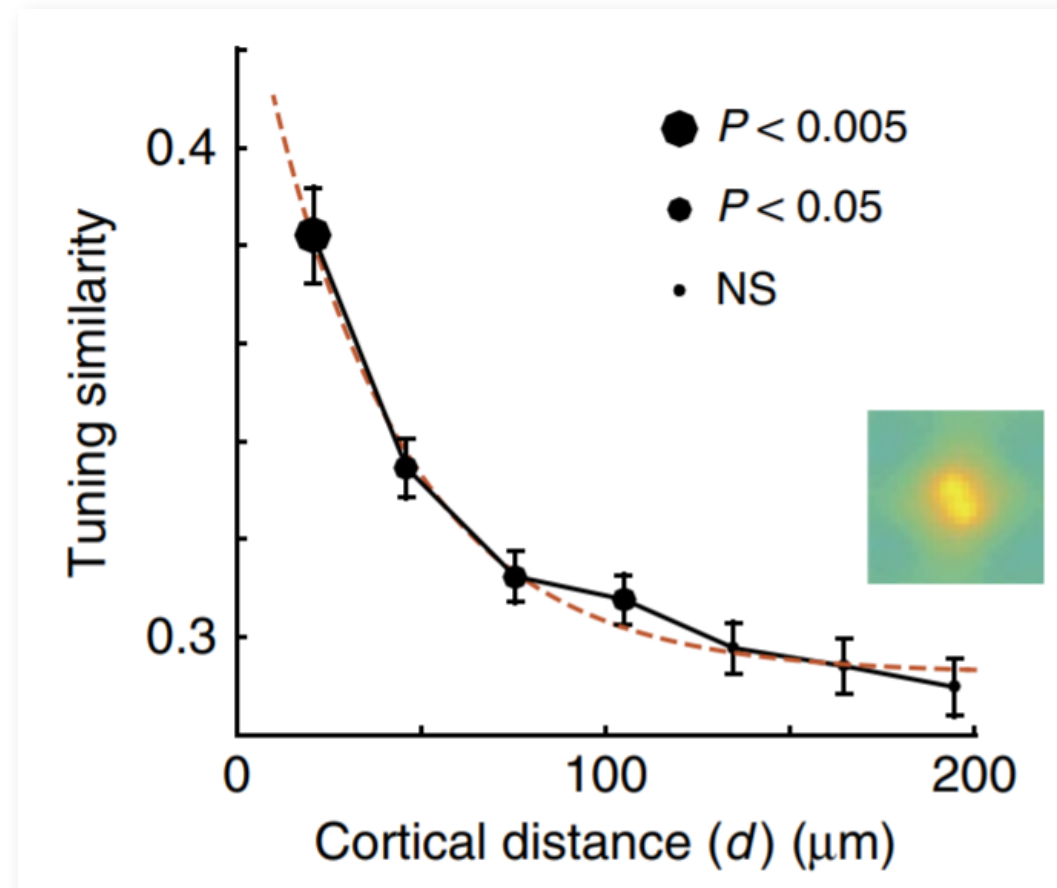 P < 0.005
0.4
P < 0.05
NS
Tuning similarity
0.3
0
100
200
Cortical distance (d) (μm)